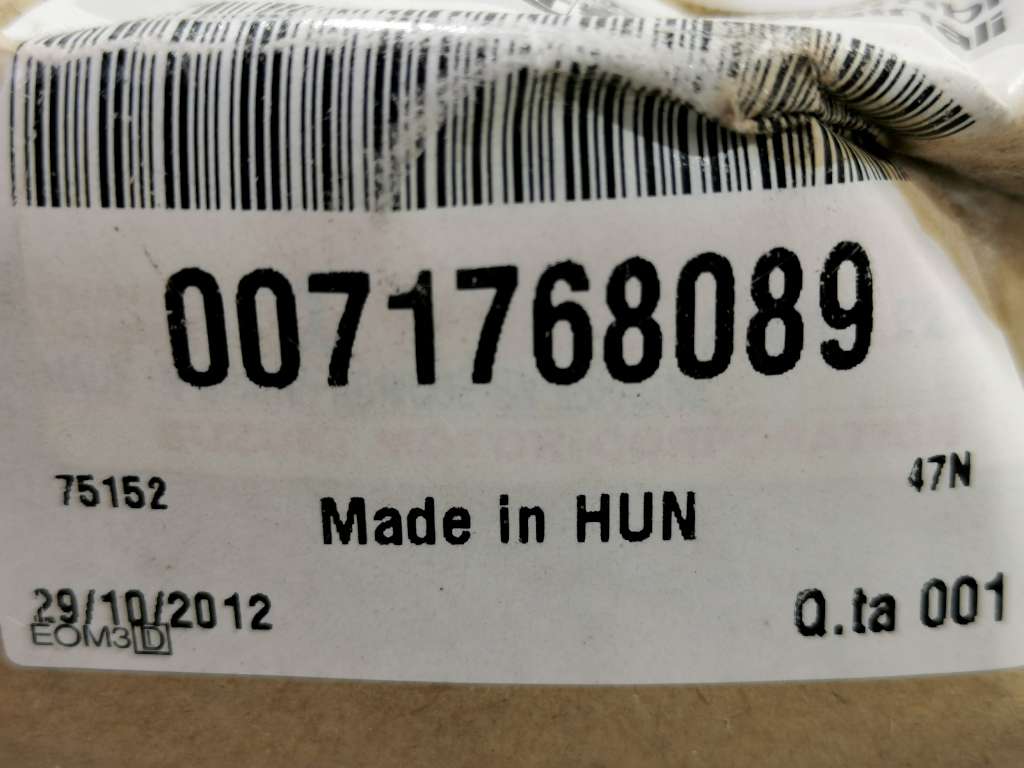 0071768089
75152
47N
Made in HUN
29/10/2012
Q.ta 001
EOM3D